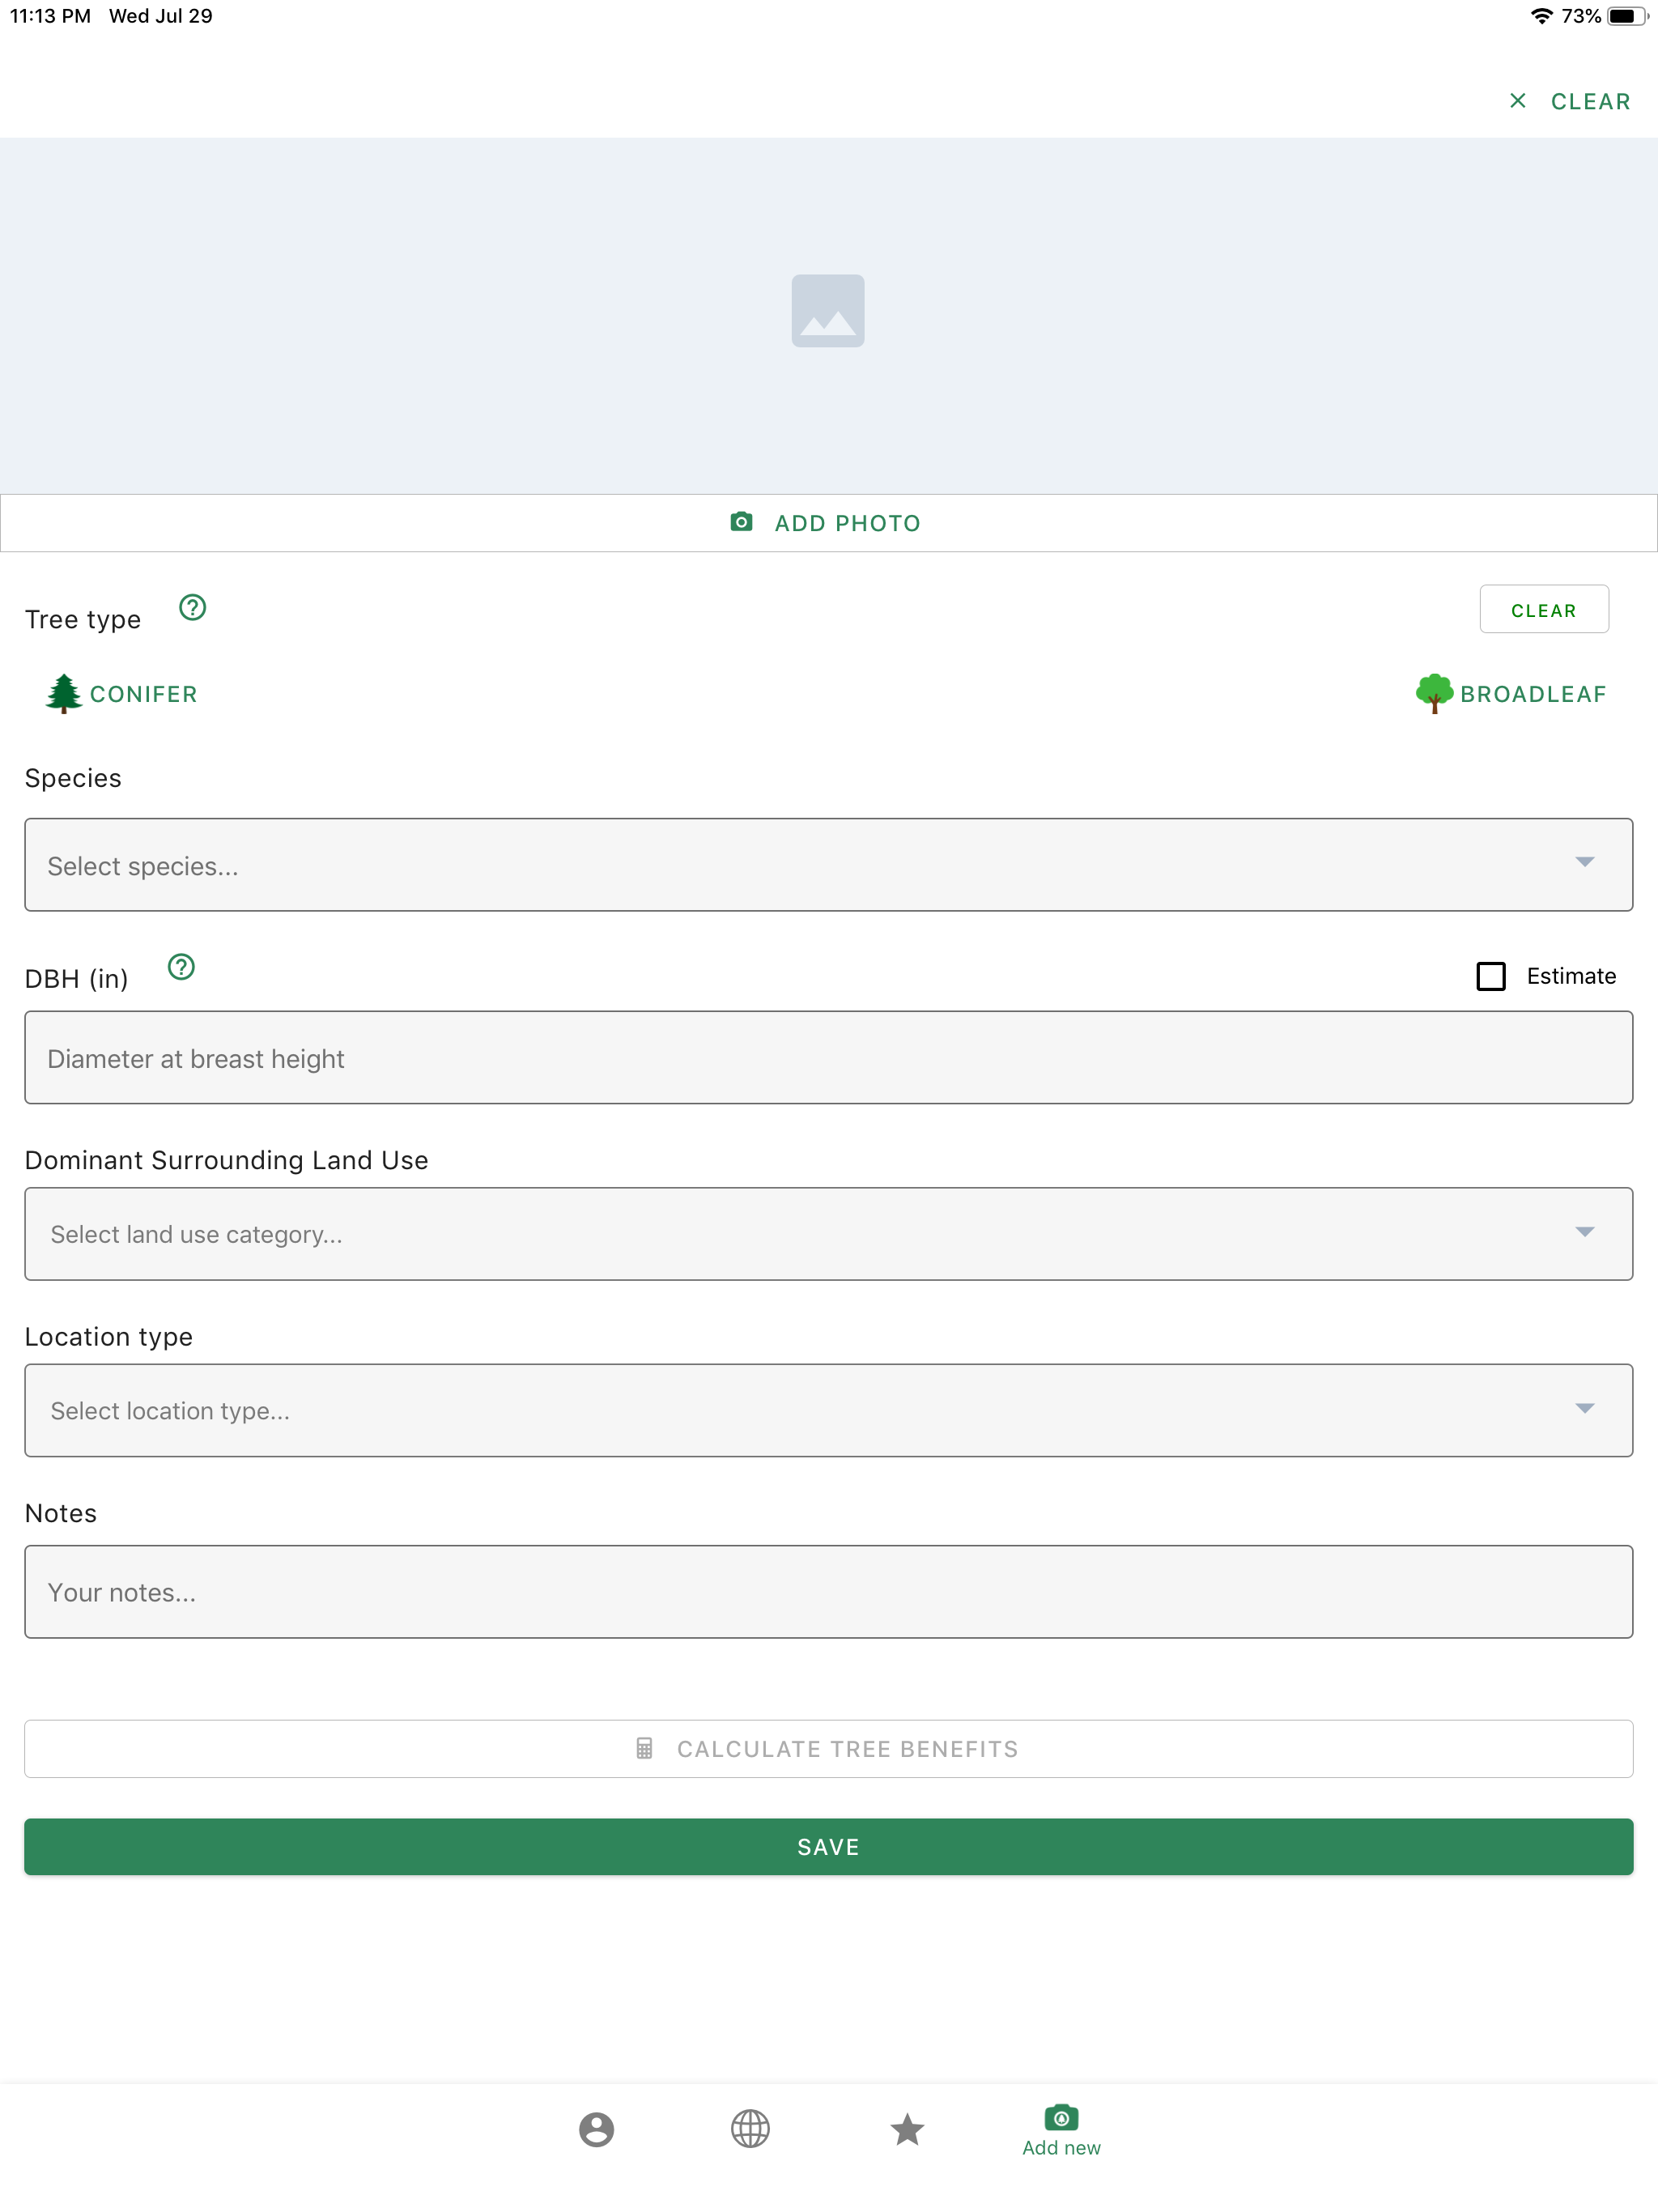 11:13 PM Wed Jul 29 73%
CLEAR
ADD PHOTO
Tree type CLEAR
CONIFER BROADLEAF
Species
Select species...
DBH (in) Estimate
Diameter at breast height
Dominant Surrounding Land Use
Select land use category...
Location type
Select location type...
Notes
Your notes...
CALCULATE TREE BENEFITS
SAVE
Add new